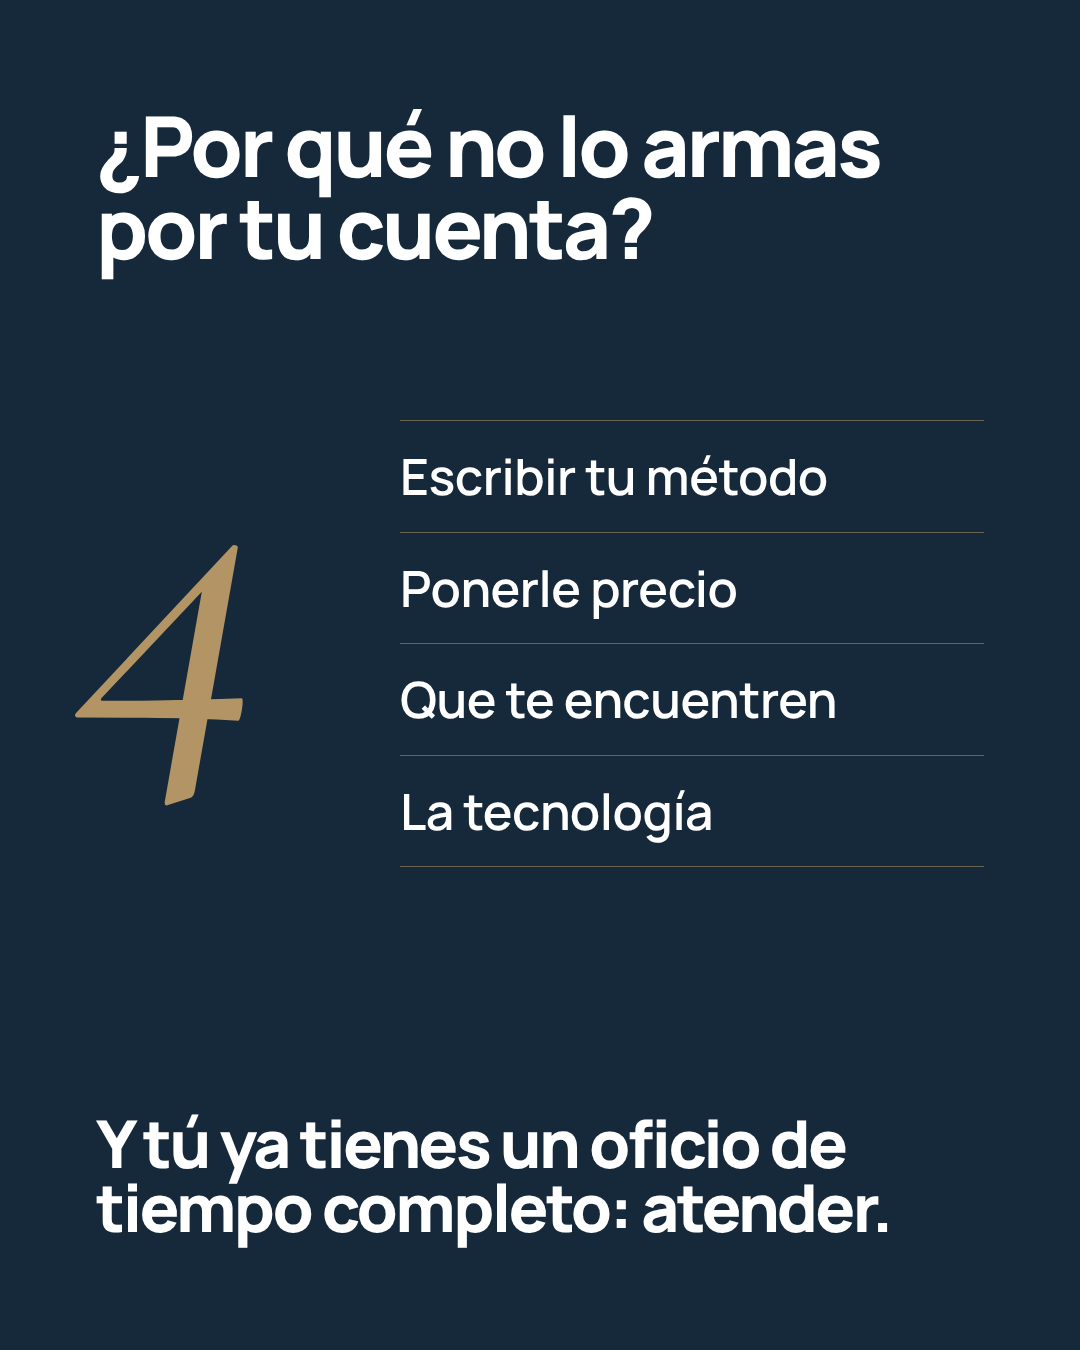 ¿Por qué no lo armas
por tu cuenta?
4
Escribir tu método
Ponerle precio
Que te encuentren
La tecnología
Y tú ya tienes un oficio de
tiempo completo: atender.